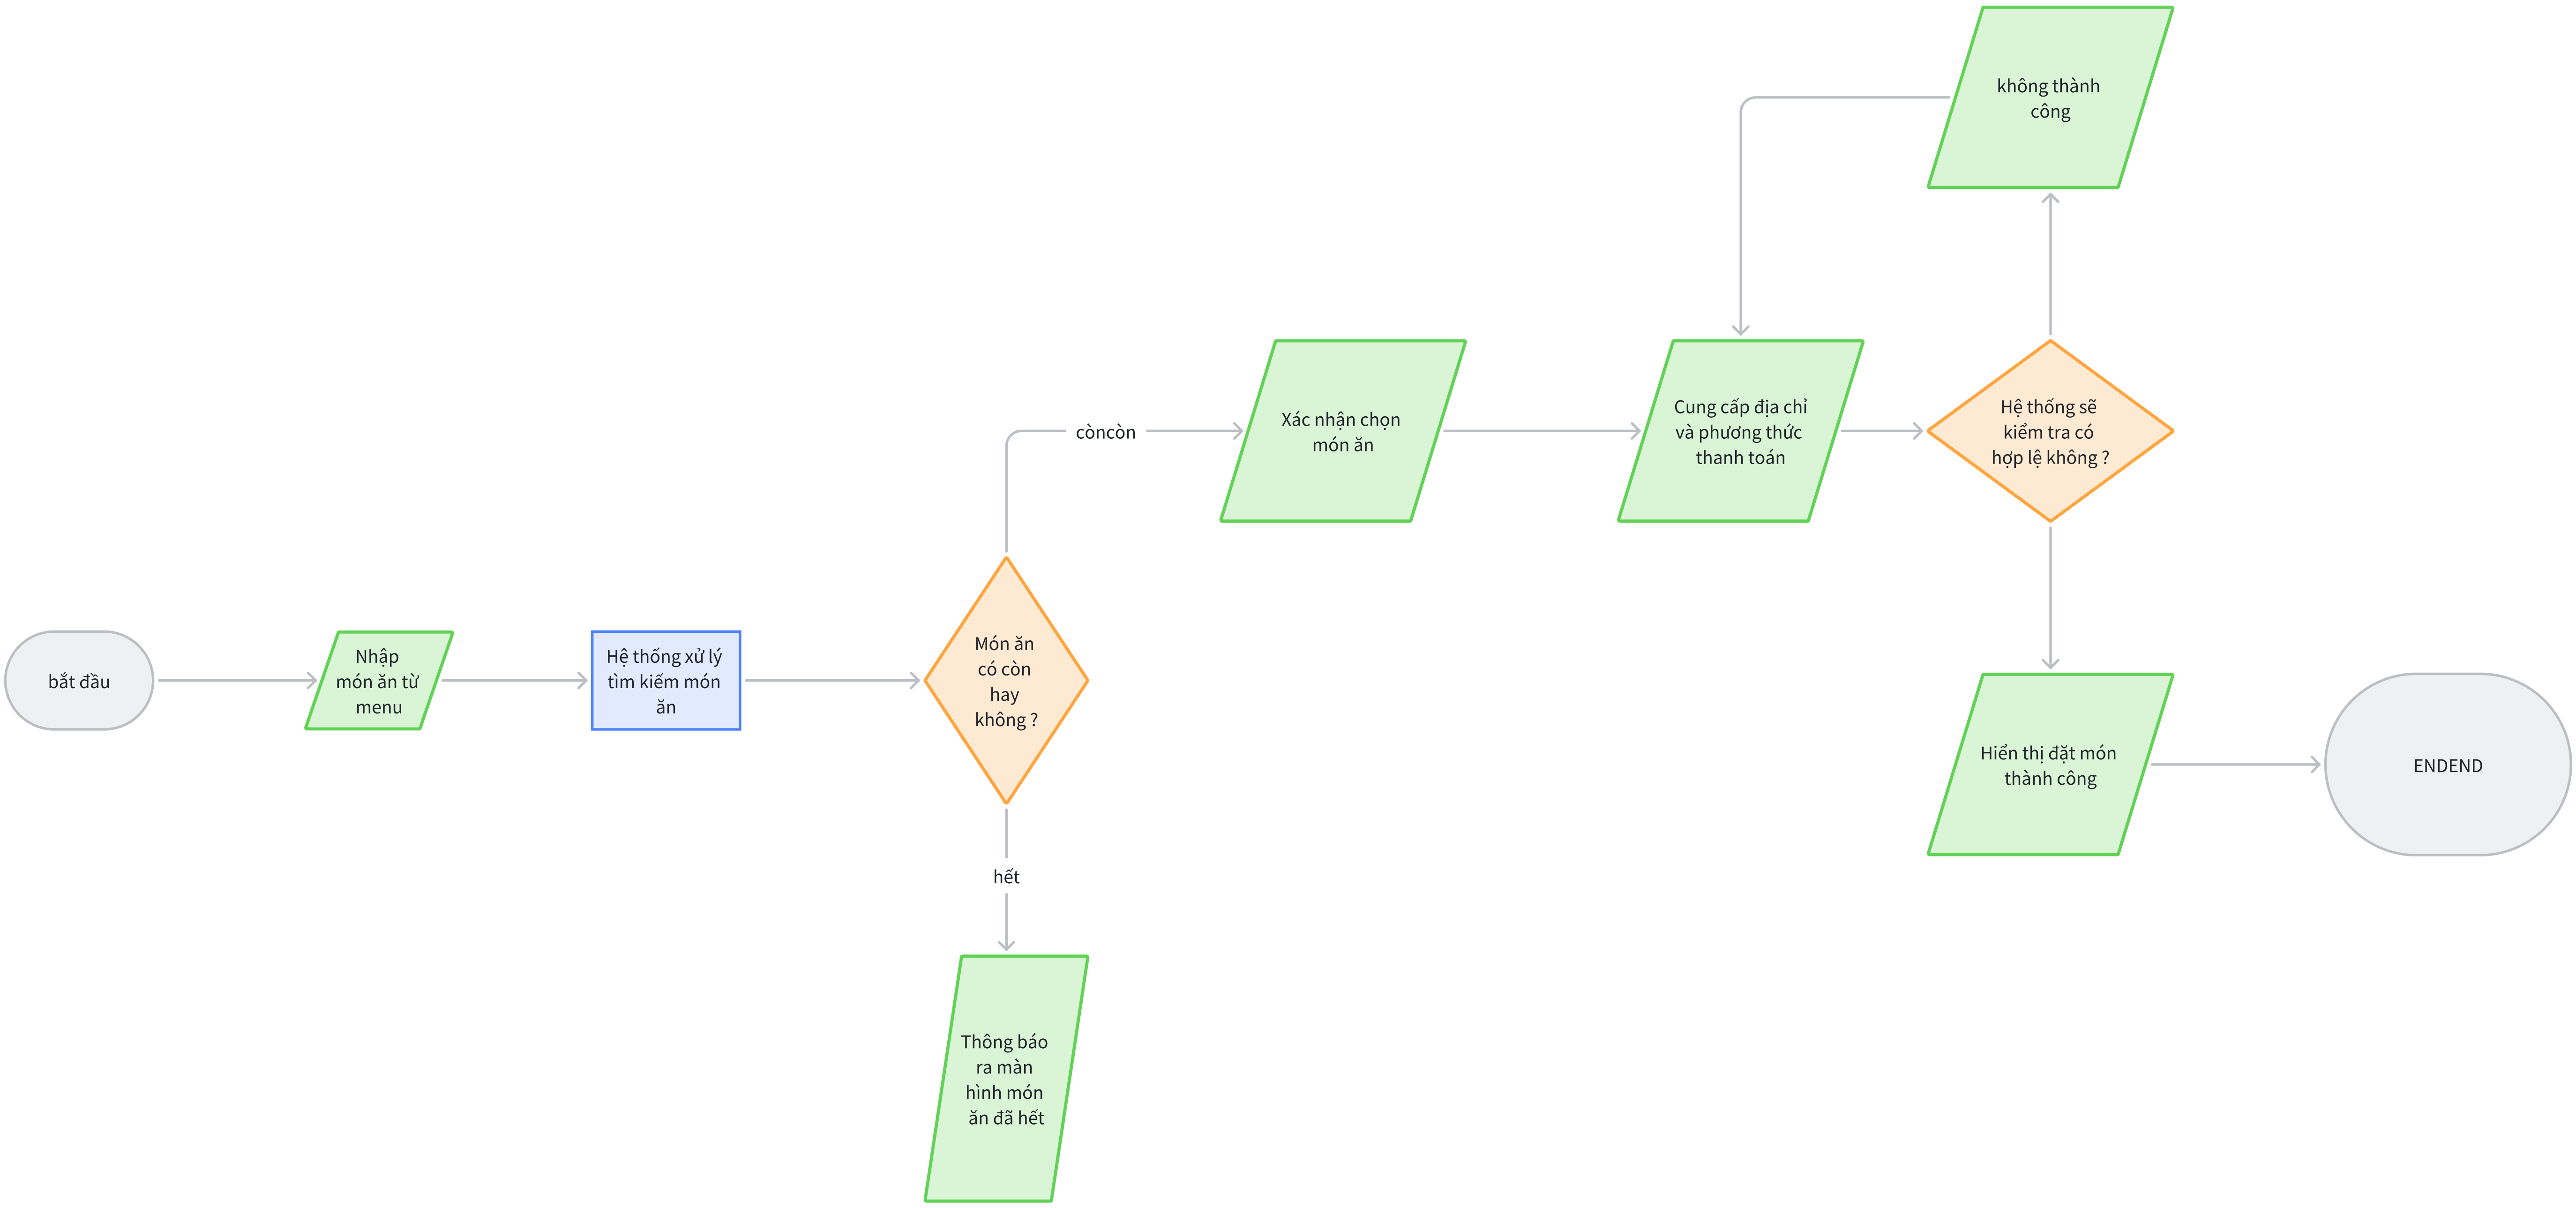 không thành
công
Xác nhận chọn
món ăn
Cung cấp địa chỉ
và phương thức
thanh toán
Hệ thống sẽ
kiểm tra có
hợp lệ không ?
còncòn
bắt đầu
Nhập
món ăn từ
menu
Hệ thống xử lý
tìm kiếm món
ăn
Món ăn
có còn
hay
không ?
Hiển thị đặt món
thành công
ENDEND
hết
Thông báo
ra màn
hình món
ăn đã hết